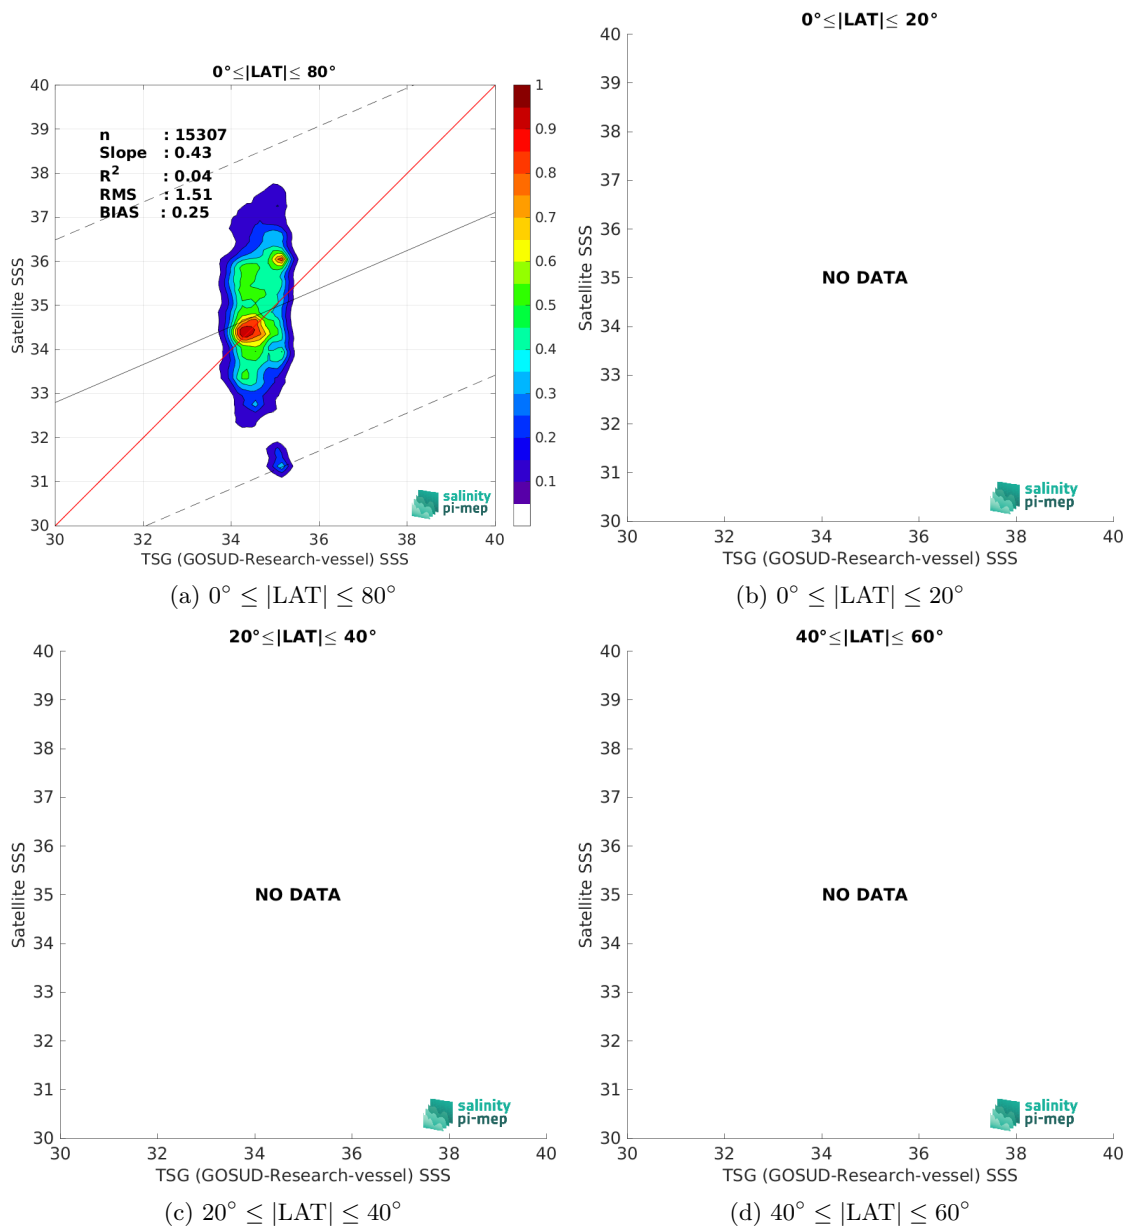 0°≤|LAT|≤ 80°
n : 15307
Slope : 0.43
R² : 0.04
RMS : 1.51
BIAS : 0.25
40
39
38
37
36
35
34
33
32
31
30
Satellite SSS
30 32 34 36 38 40
TSG (GOSUD-Research-vessel) SSS
1
0.9
0.8
0.7
0.6
0.5
0.4
0.3
0.2
0.1
salinity
pi-mep
(a) 0° ≤ |LAT| ≤ 80°
0°≤|LAT|≤ 20°
40
39
38
37
36
35
34
33
32
31
30
Satellite SSS
NO DATA
salinity
pi-mep
30 32 34 36 38 40
TSG (GOSUD-Research-vessel) SSS
(b) 0° ≤ |LAT| ≤ 20°
20°≤|LAT|≤ 40°
40
39
38
37
36
35
34
33
32
31
30
Satellite SSS
NO DATA
salinity
pi-mep
30 32 34 36 38 40
TSG (GOSUD-Research-vessel) SSS
(c) 20° ≤ |LAT| ≤ 40°
40°≤|LAT|≤ 60°
40
39
38
37
36
35
34
33
32
31
30
Satellite SSS
NO DATA
salinity
pi-mep
30 32 34 36 38 40
TSG (GOSUD-Research-vessel) SSS
(d) 40° ≤ |LAT| ≤ 60°